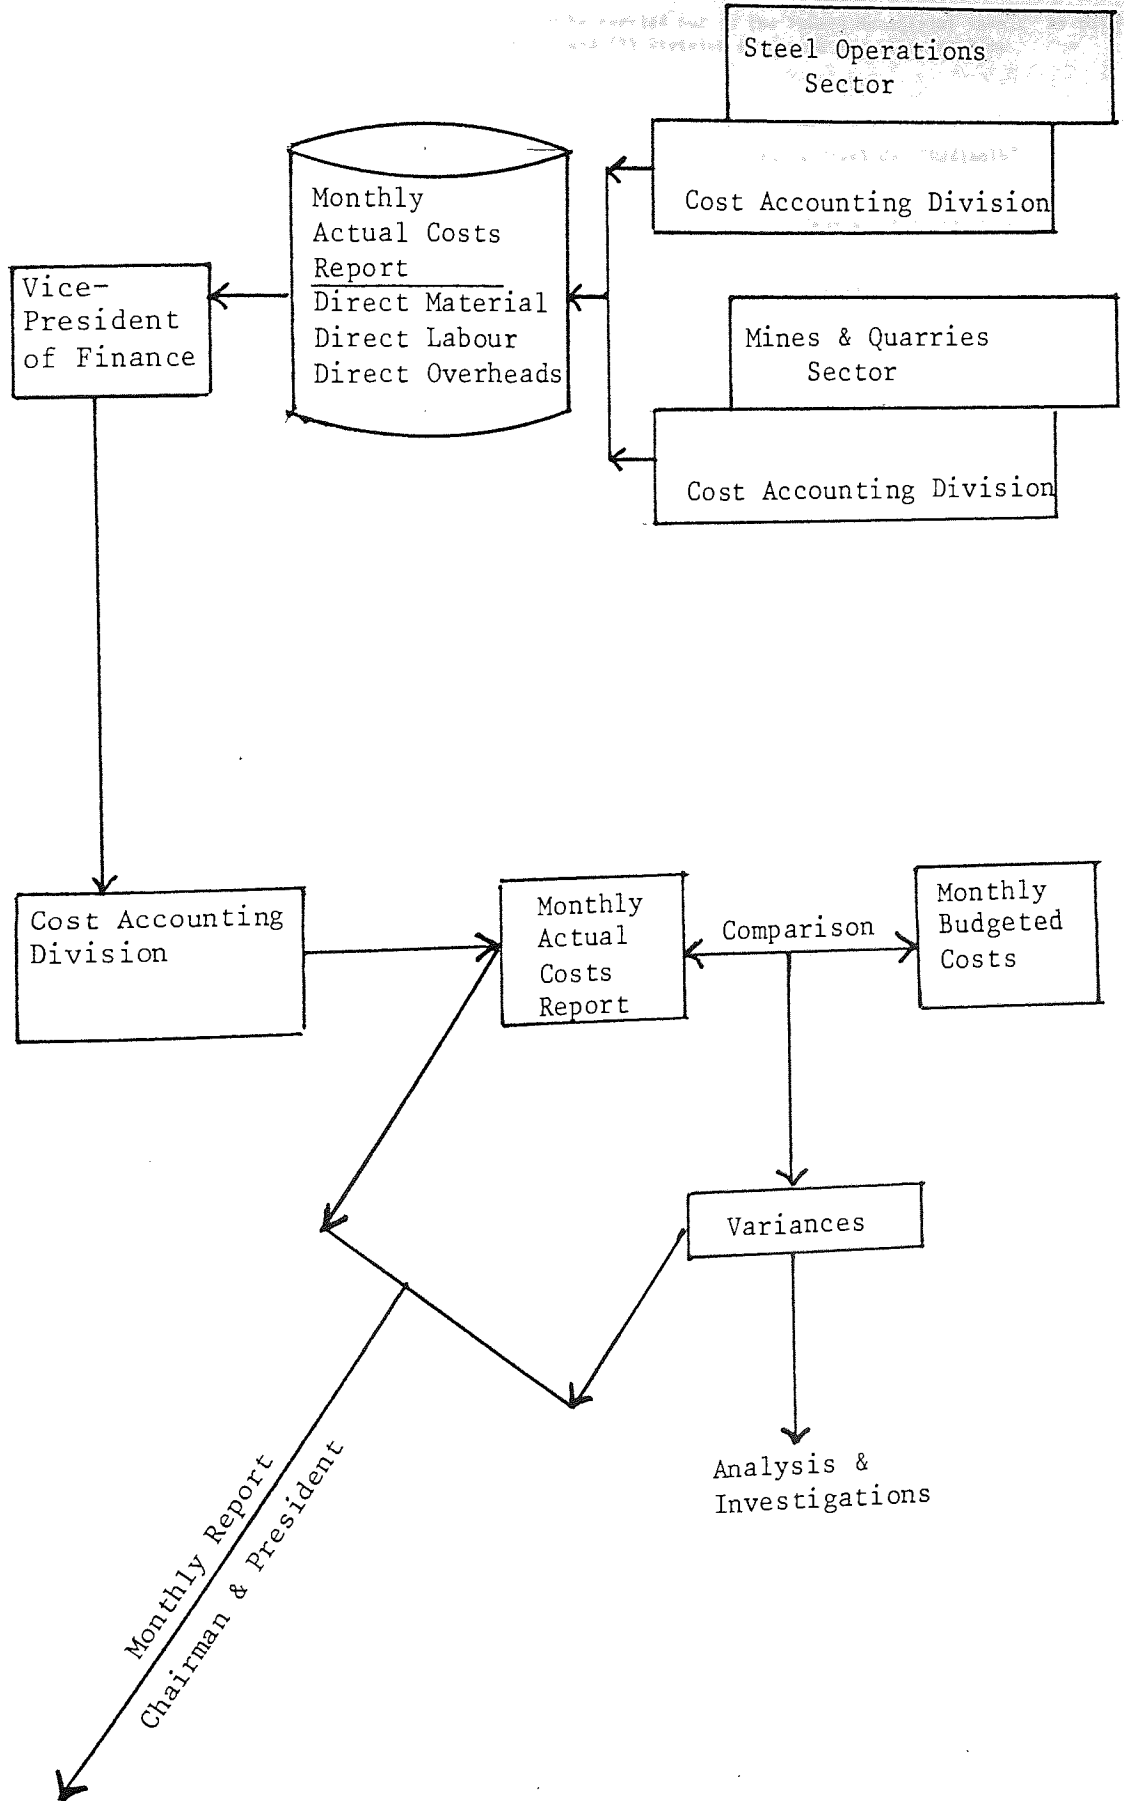 Steel Operations
Sector
Cost Accounting Division
Monthly
Actual Costs
Report
Direct Material
Direct Labour
Direct Overheads
Vice-
President
of Finance
Mines & Quarries
Sector
Cost Accounting Division
Cost Accounting
Division
Monthly
Actual
Costs
Report
Comparison
Monthly
Budgeted
Costs
Variances
Analysis &
Investigations
Monthly Report
Chairman & President